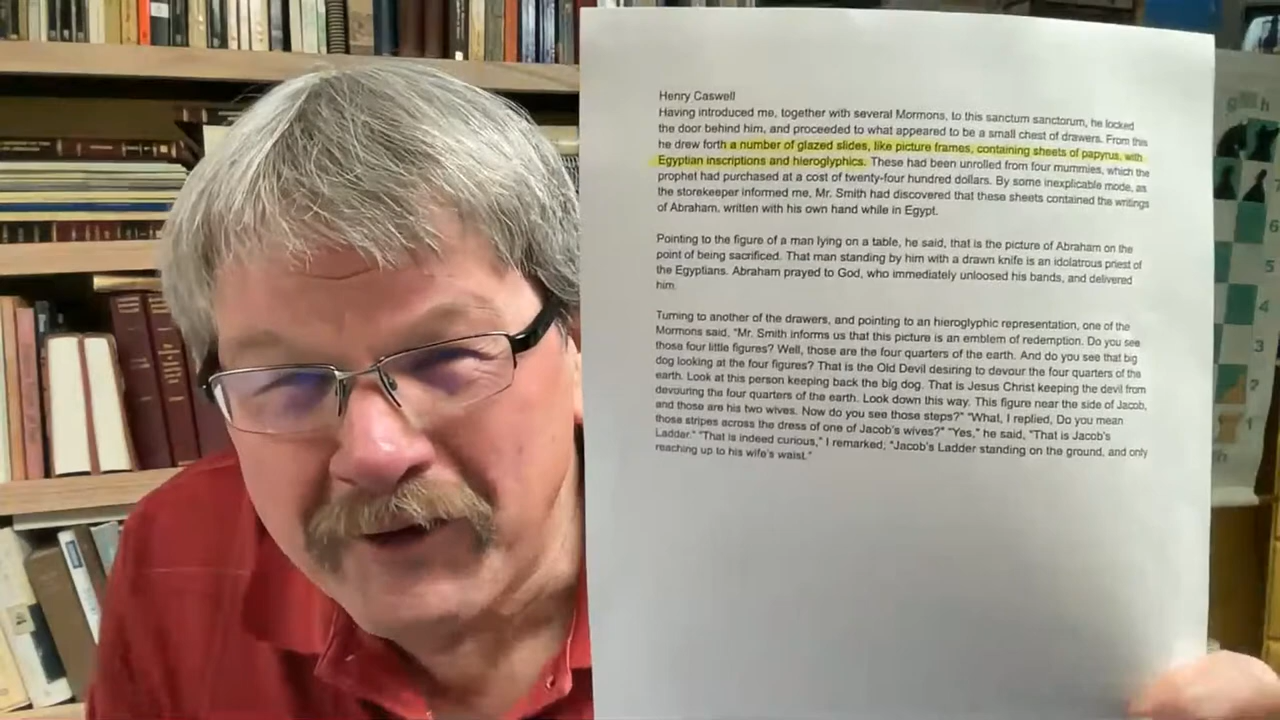 Henry Caswell
Having introduced me, together with several Mormons, to this sanctum sanctorum, he locked
the door behind him, and proceeded to what appeared to be a small chest of drawers. From this
he drew forth a number of glazed slides, like picture frames, containing sheets of papyrus, with
Egyptian inscriptions and hieroglyphics. These had been unrolled from four mummies, which the
prophet had purchased at a cost of twenty-four hundred dollars. By some inexplicable mode, as
the storekeeper informed me, Mr. Smith had discovered that these sheets contained the writings
of Abraham, written with his own hand while in Egypt.
Pointing to the figure of a man lying on a table, he said, that is the picture of Abraham on the
point of being sacrificed. That man standing by him with a drawn knife is an idolatrous priest of
the Egyptians. Abraham prayed to God, who immediately unloosed his bands, and delivered
him.
Turning to another of the drawers, and pointing to an hieroglyphic representation, one of the
Mormons said, "Mr. Smith informs us that this picture is an emblem of redemption. Do you see
those four little figures? Well, those are the four quarters of the earth. And do you see that big
dog looking at the four figures? That is the Old Devil desiring to devour the four quarters of the
earth. Look at this person keeping back the big dog. That is Jesus Christ keeping the devil from
devouring the four quarters of the earth. Look down this way. This figure near the side of Jacob,
and those are his two wives. Now do you see those steps?" "What, I replied, Do you mean
those stripes across the dress of one of Jacob's wives?" "Yes," he said, "That is Jacob's
Ladder." "That is indeed curious," I remarked; "Jacob's Ladder standing on the ground, and only
reaching up to his wife's waist."
g h
6
5
4
3
2
1
h